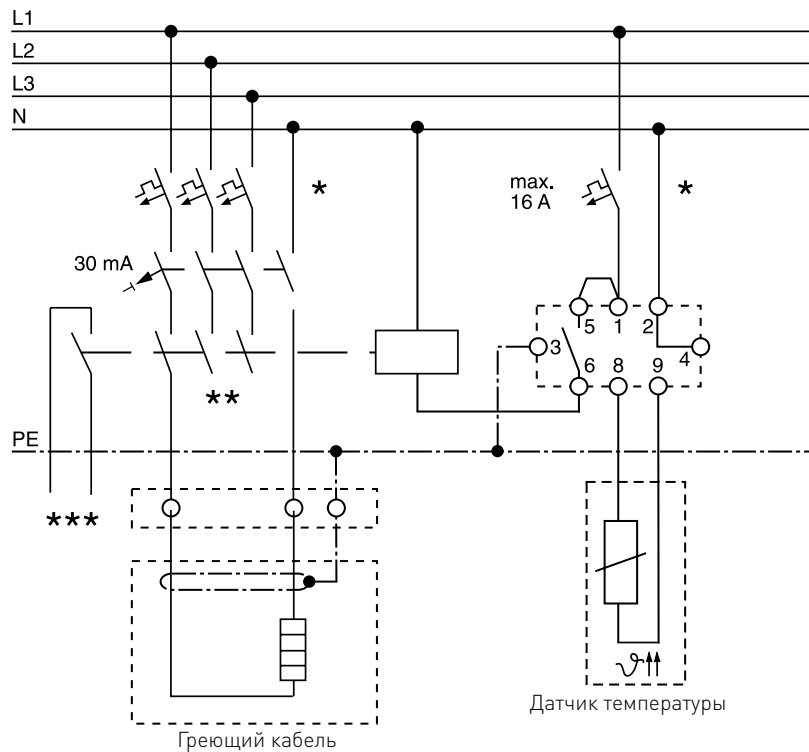 L1
L2
L3
N
*
max.
16 A
*
30 mA
5 1 2
3
4
6 8 9
**
PE
***
ϑ
Датчик температуры
Греющий кабель